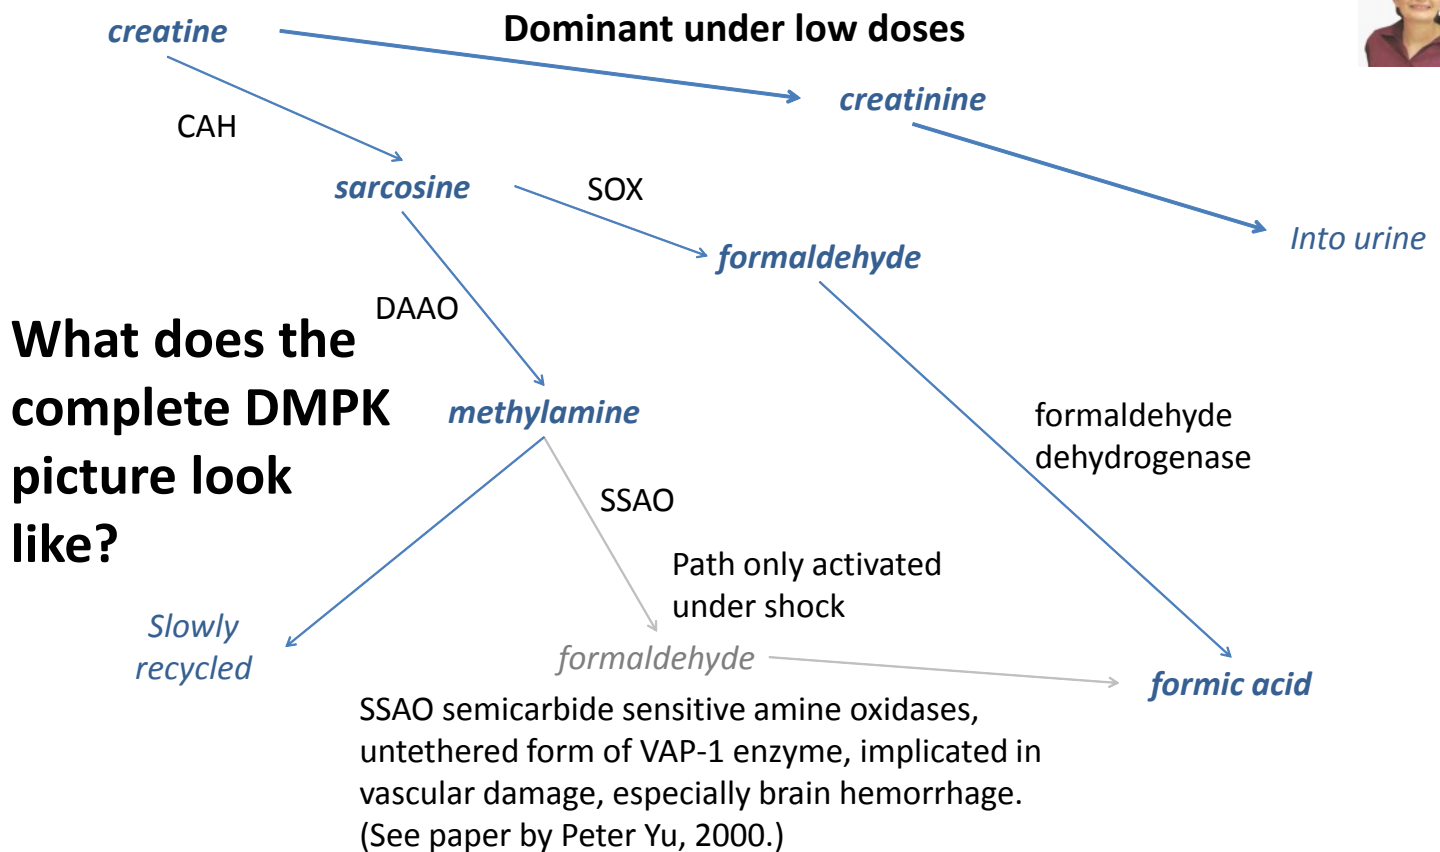 creatine
Dominant under low doses
creatinine
CAH
sarcosine
SOX
Into urine
formaldehyde
DAAO
What does the
complete DMPK
picture look
like?
methylamine
formaldehyde
dehydrogenase
SSAO
Path only activated
under shock
Slowly
recycled
formaldehyde
formic acid
SSAO semicarbide sensitive amine oxidases,
untethered form of VAP-1 enzyme, implicated in
vascular damage, especially brain hemorrhage.
(See paper by Peter Yu, 2000.)